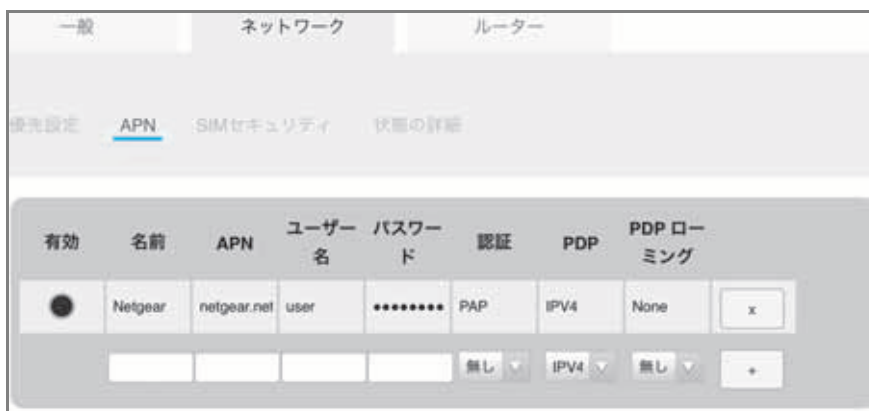 一般 ネットワーク ルーター
優先設定 APN SIMセキュリティ 状態の詳細
有効 名前 APN ユーザー名 パスワード 認証 PDP PDP ローミング
Netgear netgear.net user •••••••• PAP IPV4 None x
無し IPV4 無し +